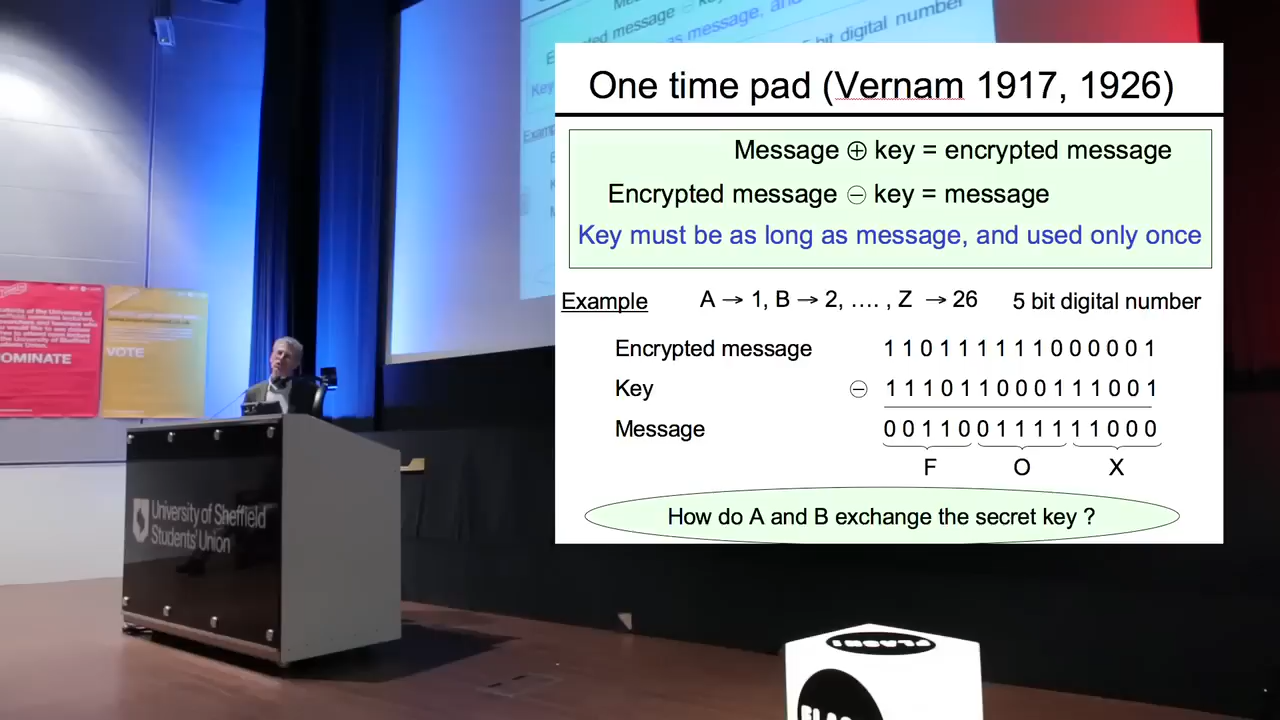 One time pad (Vernam 1917, 1926)
Message ⊕ key = encrypted message
Encrypted message ⊖ key = message
Key must be as long as message, and used only once
Example A → 1, B → 2, …. , Z → 26 5 bit digital number
Encrypted message 1 1 0 1 1 1 1 1 1 0 0 0 0 0 1
Key ⊖ 1 1 1 0 1 1 0 0 0 1 1 1 0 0 1
Message 0 0 1 1 0 0 1 1 1 1 1 1 0 0 0
F O X
How do A and B exchange the secret key ?
University of Sheffield
Students' Union
OMINATE
VOTE
bit digital number